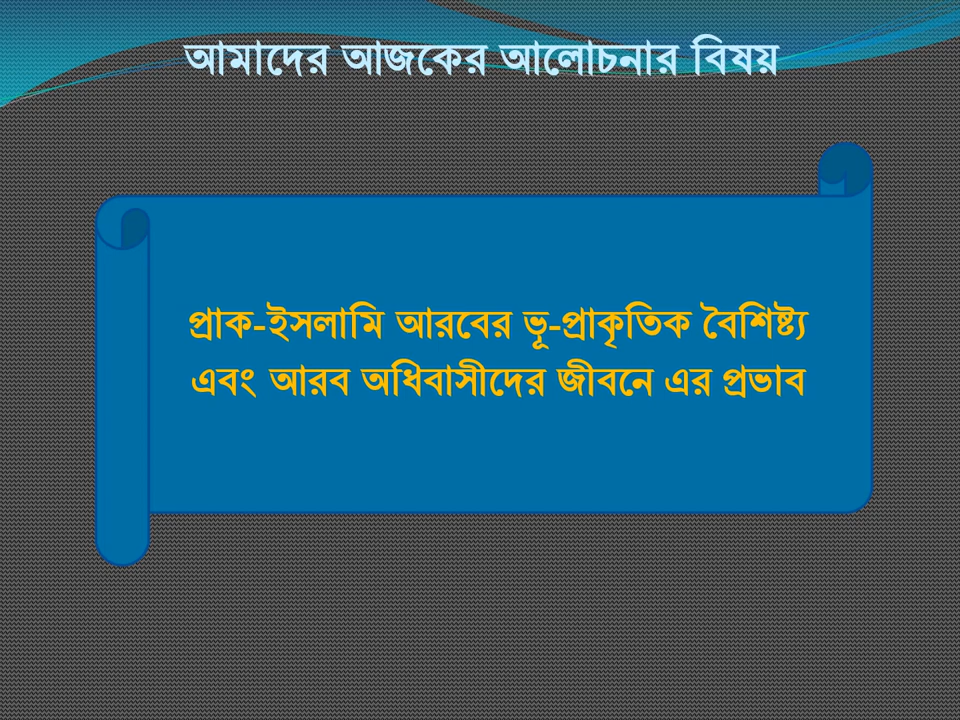 আমাদের আজকের আলোচনার বিষয়
প্রাক-ইসলামি আরবের ভূ-প্রাকৃতিক বৈশিষ্ট্য
এবং আরব অধিবাসীদের জীবনে এর প্রভাব